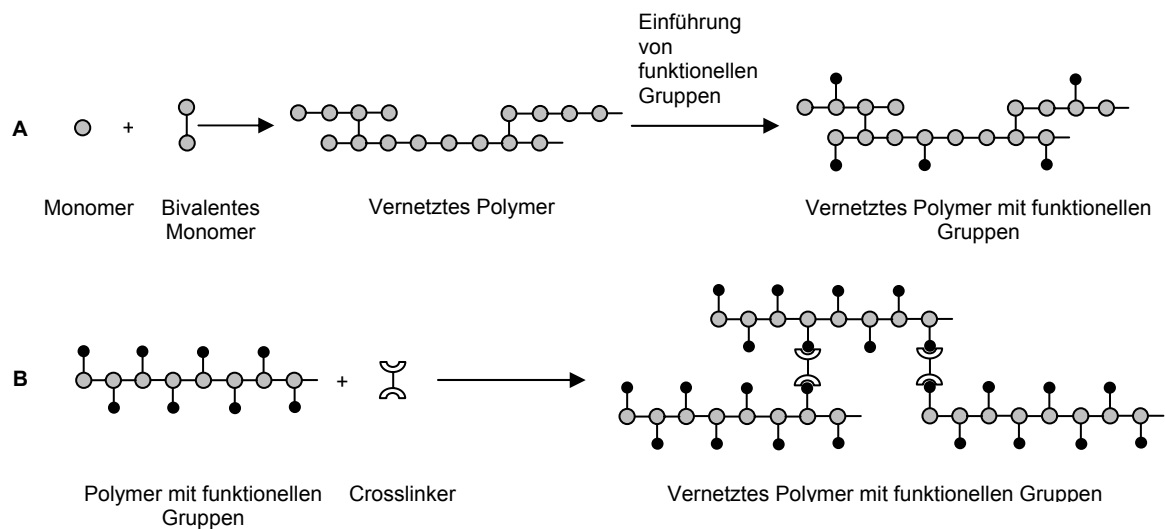 Einführung
von
funktionellen
Gruppen
A
+
Monomer
Bivalentes
Monomer
Vernetztes Polymer
Vernetztes Polymer mit funktionellen
Gruppen
B
+
Polymer mit funktionellen
Gruppen
Crosslinker
Vernetztes Polymer mit funktionellen Gruppen